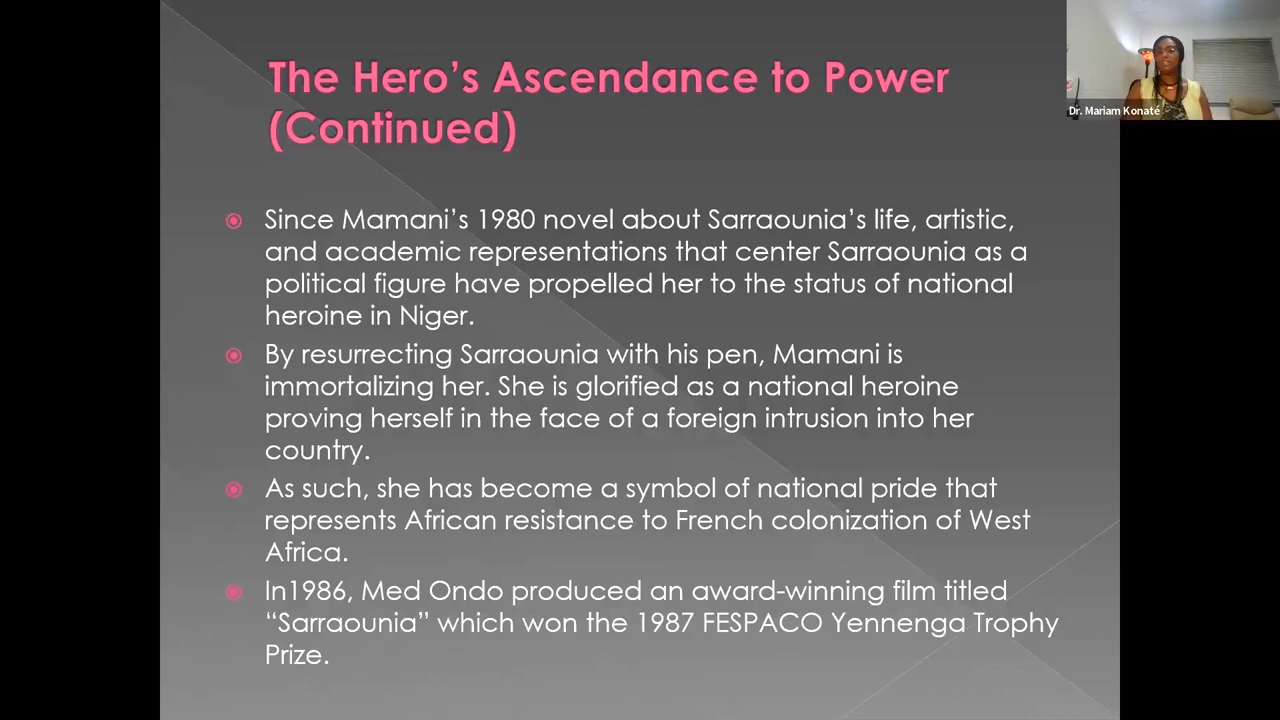 The Hero’s Ascendance to Power
(Continued)
Since Mamani’s 1980 novel about Sarraounia’s life, artistic,
and academic representations that center Sarraounia as a
political figure have propelled her to the status of national
heroine in Niger.
By resurrecting Sarraounia with his pen, Mamani is
immortalizing her. She is glorified as a national heroine
proving herself in the face of a foreign intrusion into her
country.
As such, she has become a symbol of national pride that
represents African resistance to French colonization of West
Africa.
In1986, Med Ondo produced an award-winning film titled
“Sarraounia” which won the 1987 FESPACO Yennenga Trophy
Prize.
Dr. Mariam Konaté